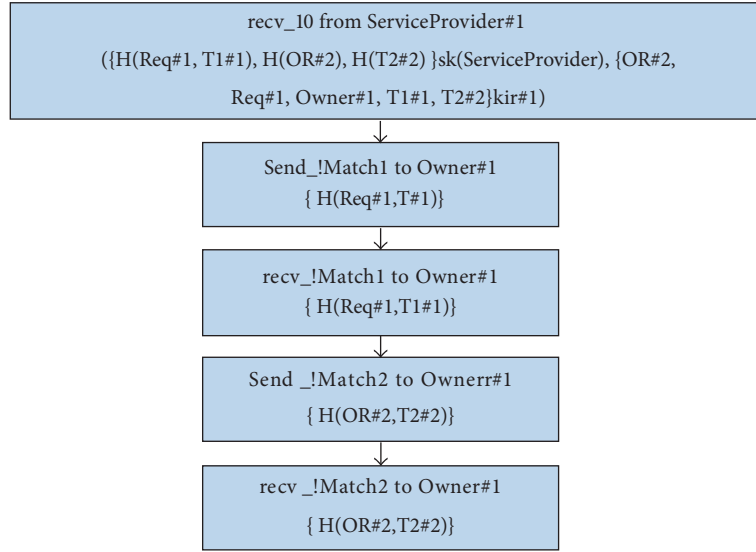 recv_10 from ServiceProvider#1
({H(Req#1, T1#1), H(OR#2), H(T2#2) }sk(ServiceProvider), {OR#2,
Req#1, Owner#1, T1#1, T2#2}kir#1)
Send_!Match1 to Owner#1
{ H(Req#1,T#1)}
recv_!Match1 to Owner#1
{ H(Req#1,T1#1)}
Send _!Match2 to Ownerr#1
{ H(OR#2,T2#2)}
recv _!Match2 to Owner#1
{ H(OR#2,T2#2)}